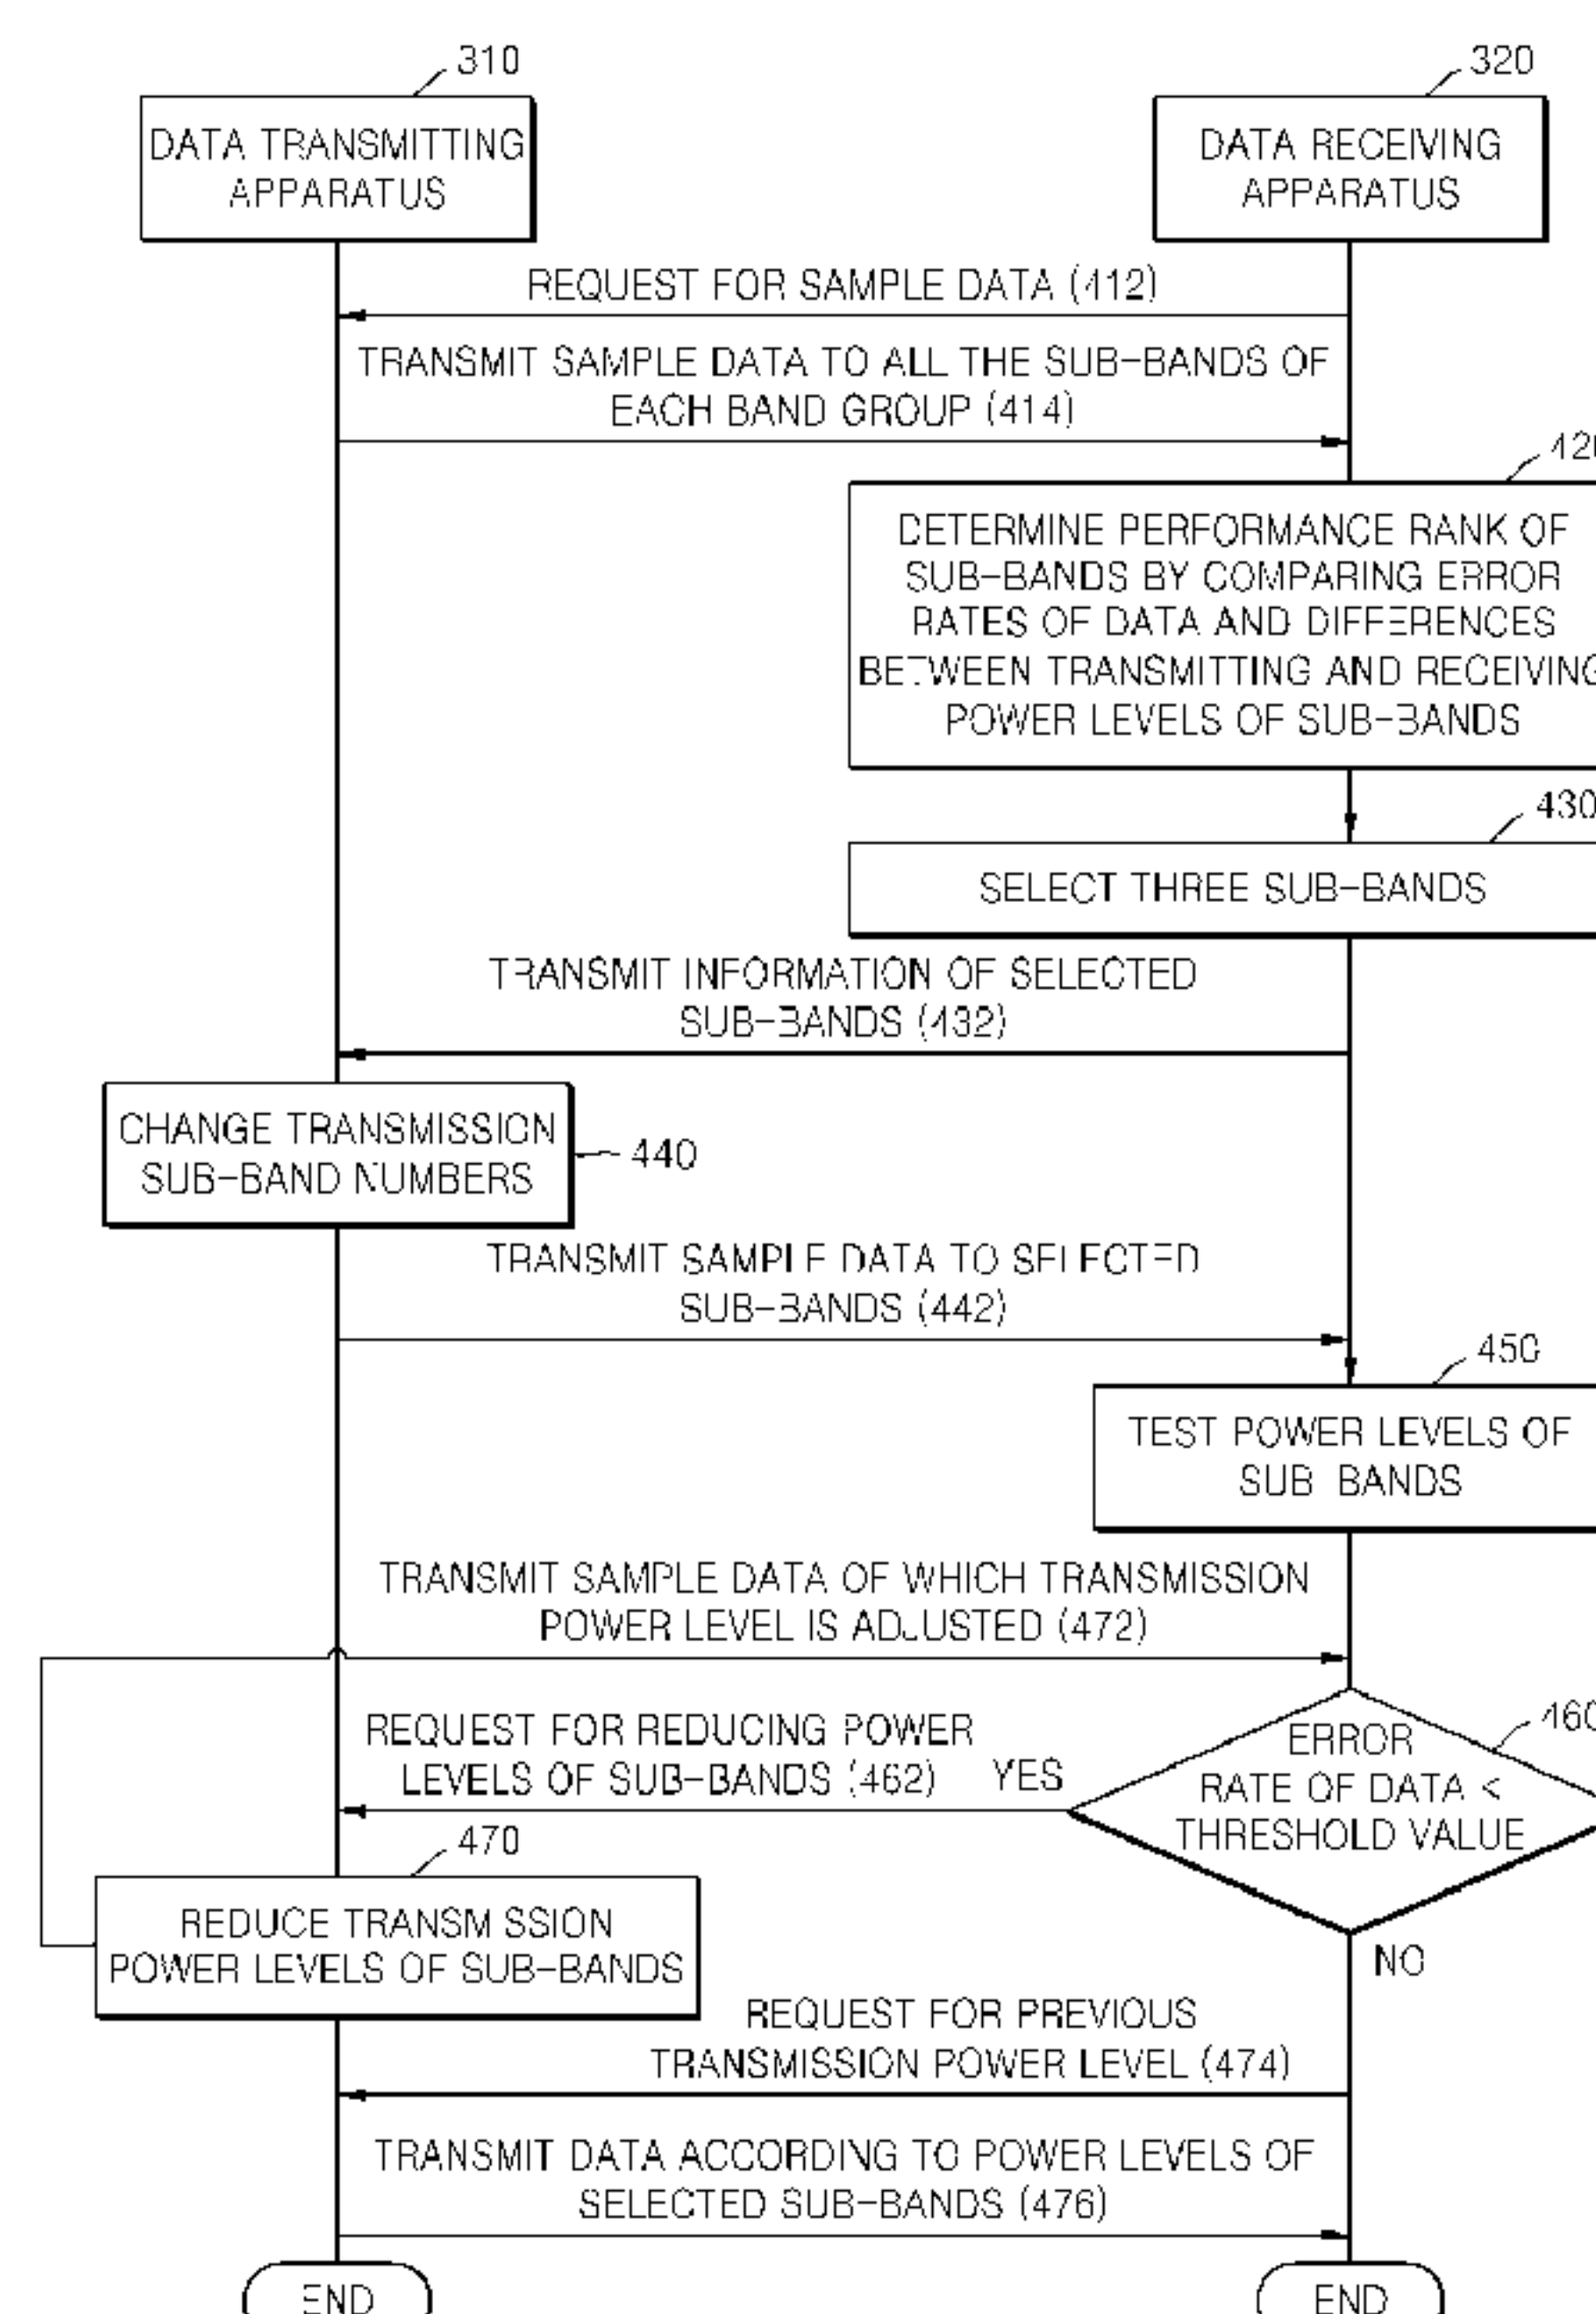 310
320
DATA TRANSMITTING
APPARATUS
DATA RECEIVING
APPARATUS
REQUEST FOR SAMPLE DATA (412)
TRANSMIT SAMPLE DATA TO ALL THE SUB-BANDS OF
EACH BAND GROUP (414)
420
DETERMINE PERFORMANCE RANK OF
SUB-BANDS BY COMPARING ERROR
RATES OF DATA AND DIFFERENCES
BETWEEN TRANSMITTING AND RECEIVING
POWER LEVELS OF SUB-BANDS
430
SELECT THREE SUB-BANDS
TRANSMIT INFORMATION OF SELECTED
SUB-BANDS (432)
CHANGE TRANSMISSION
SUB-BAND NUMBERS
440
TRANSMIT SAMPLE DATA TO SELECTED
SUB-BANDS (442)
450
TEST POWER LEVELS OF
SUB BANDS
TRANSMIT SAMPLE DATA OF WHICH TRANSMISSION
POWER LEVEL IS ADJUSTED (472)
460
ERROR
RATE OF DATA <
THRESHOLD VALUE
REQUEST FOR REDUCING POWER
LEVELS OF SUB-BANDS (462)
YES
470
REDUCE TRANSMISSION
POWER LEVELS OF SUB-BANDS
NO
REQUEST FOR PREVIOUS
TRANSMISSION POWER LEVEL (474)
TRANSMIT DATA ACCORDING TO POWER LEVELS OF
SELECTED SUB-BANDS (476)
END
END